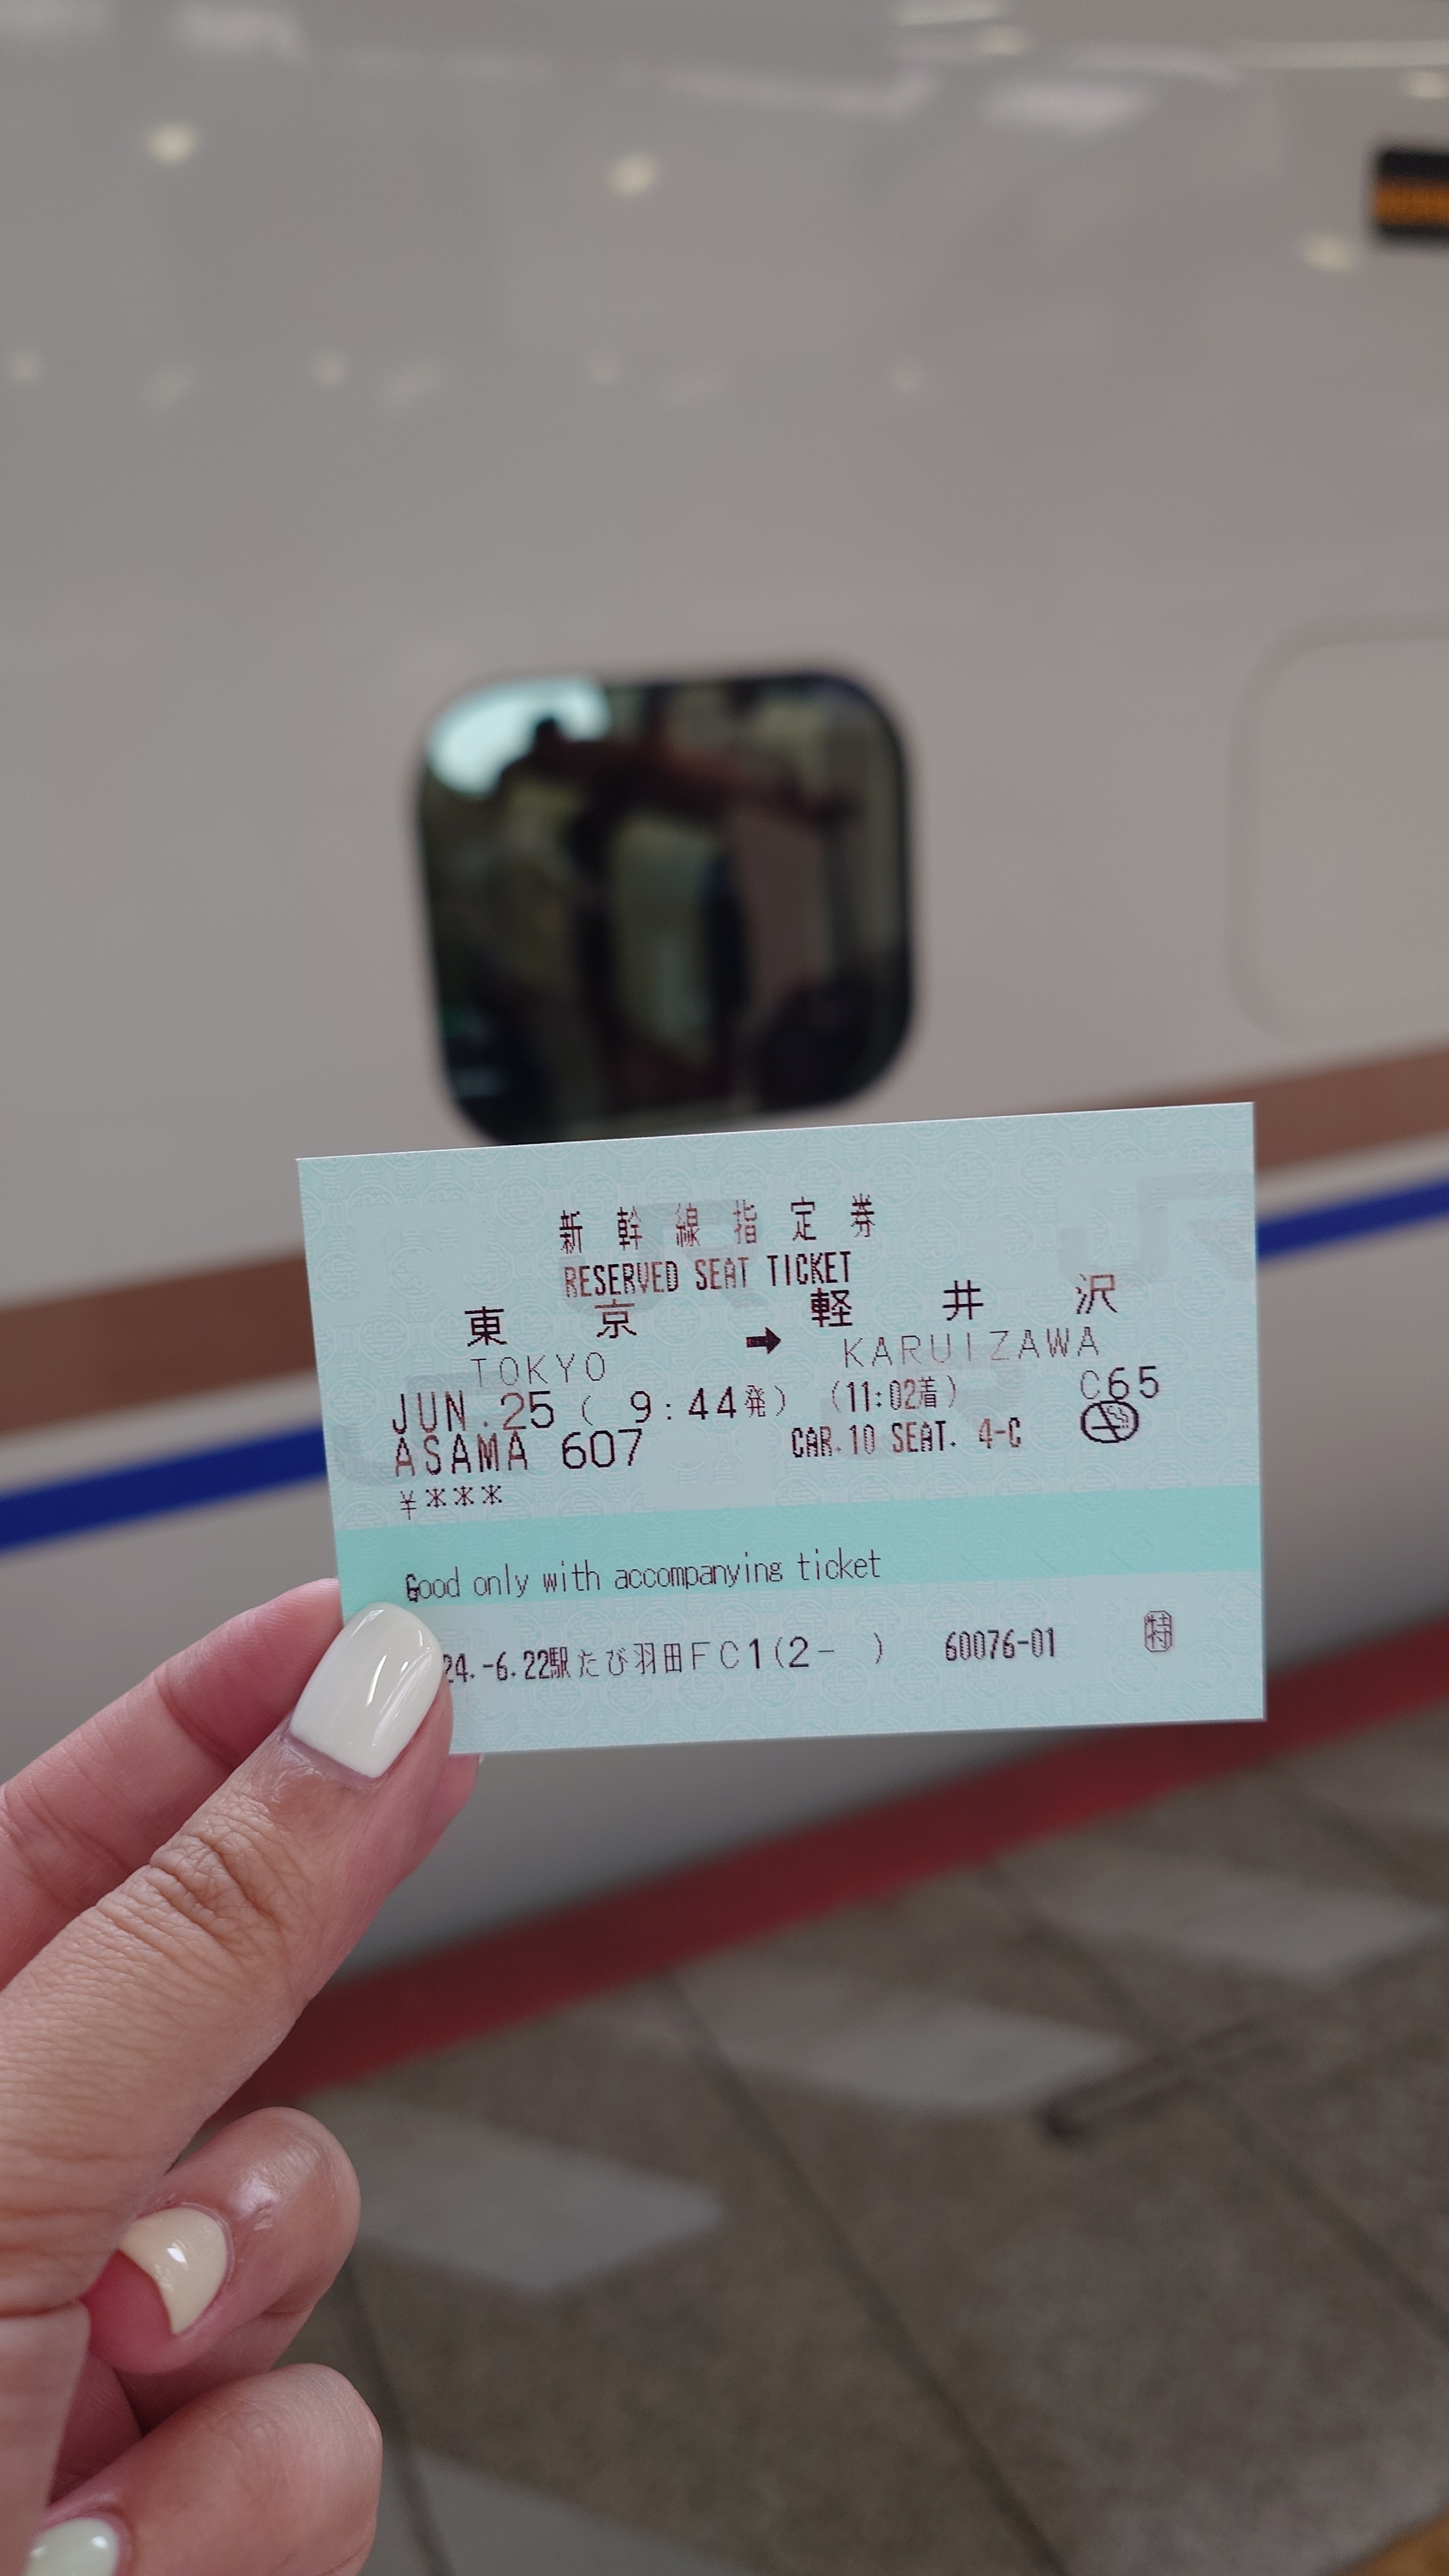 新幹線指定券
RESERVED SEAT TICKET
東京 ➡ 軽井沢
TOKYO KARUIZAWA
JUN.25 ( 9:44発) (11:02着) C65
ASAMA 607 CAR.10 SEAT. 4-C
¥***
Good only with accompanying ticket
24.-6.22駅たび羽田FC1(2- ) 60076-01 特